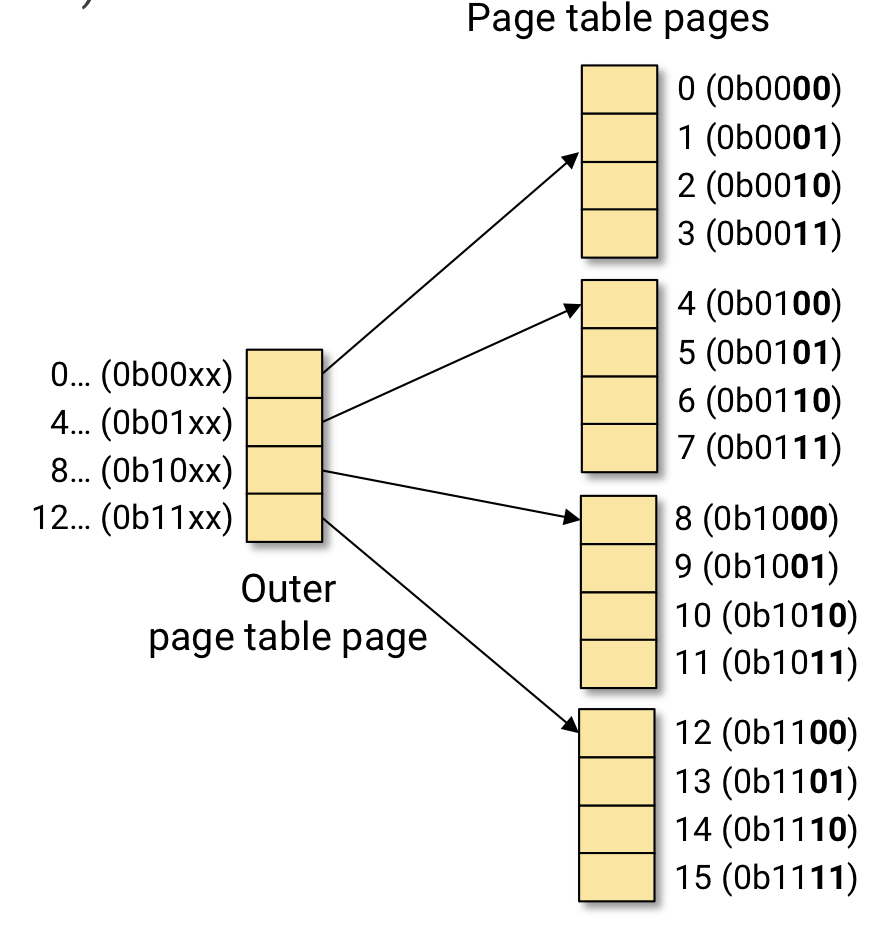 Page table pages
0 (0b0000)
1 (0b0001)
2 (0b0010)
3 (0b0011)
4 (0b0100)
5 (0b0101)
6 (0b0110)
7 (0b0111)
0... (0b00xx)
4... (0b01xx)
8... (0b10xx)
12... (0b11xx)
Outer
page table page
8 (0b1000)
9 (0b1001)
10 (0b1010)
11 (0b1011)
12 (0b1100)
13 (0b1101)
14 (0b1110)
15 (0b1111)